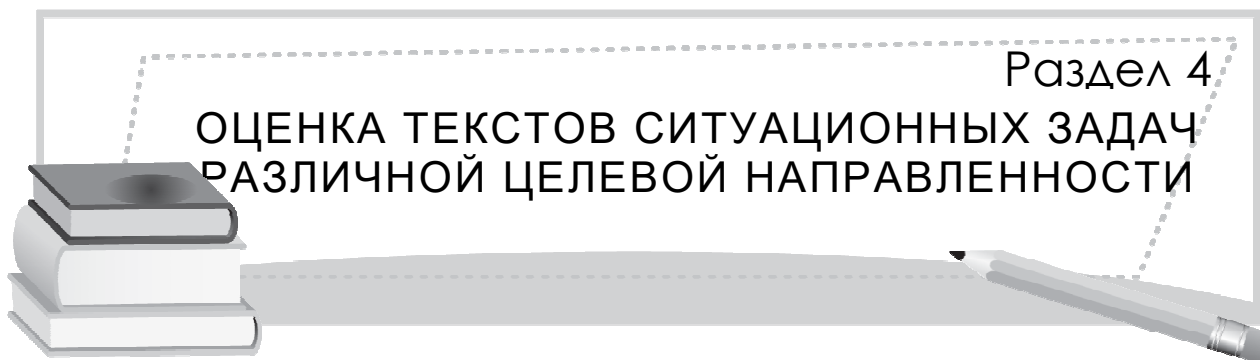 Раздел 4
ОЦЕНКА ТЕКСТОВ СИТУАЦИОННЫХ ЗАДАЧ
РАЗЛИЧНОЙ ЦЕЛЕВОЙ НАПРАВЛЕННОСТИ